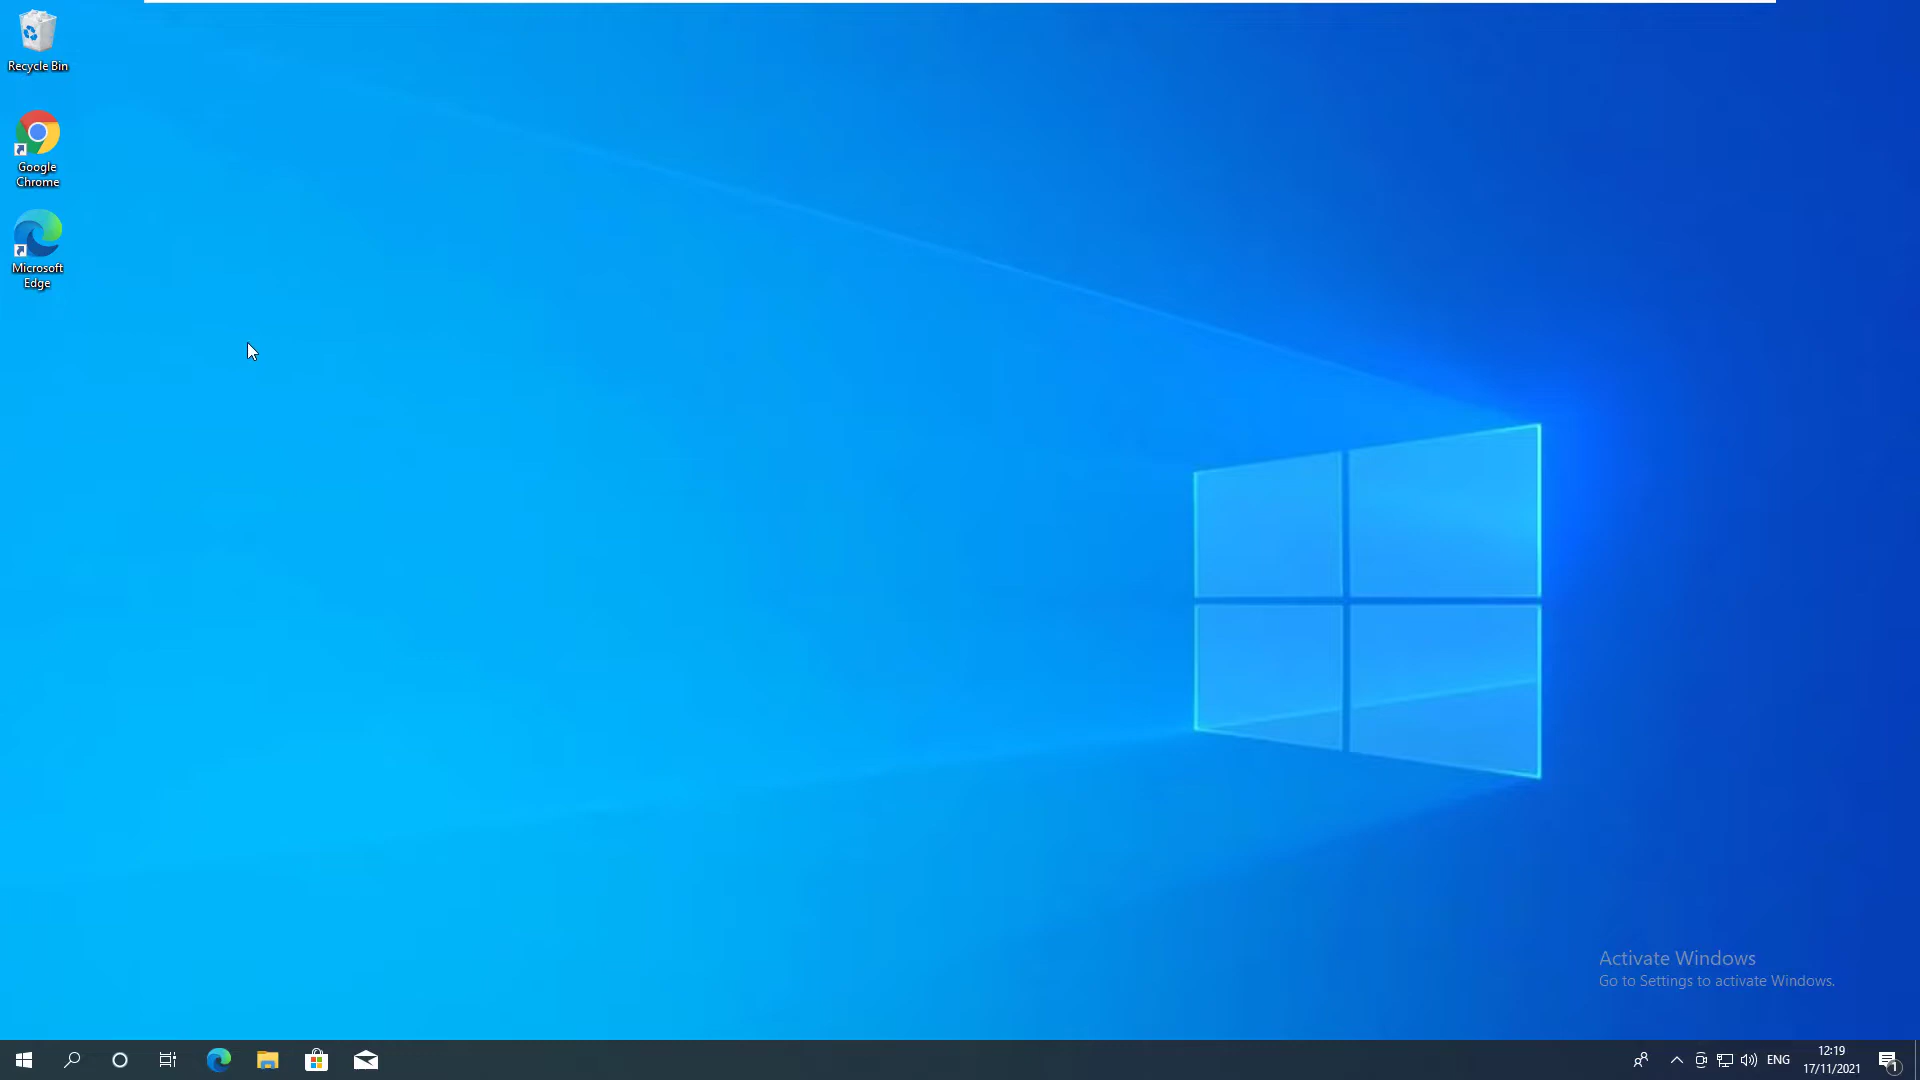 Recycle Bin
Google
Chrome
Microsoft
Edge
Activate Windows
Go to Settings to activate Windows.
ENG
12:19
17/11/2021
1